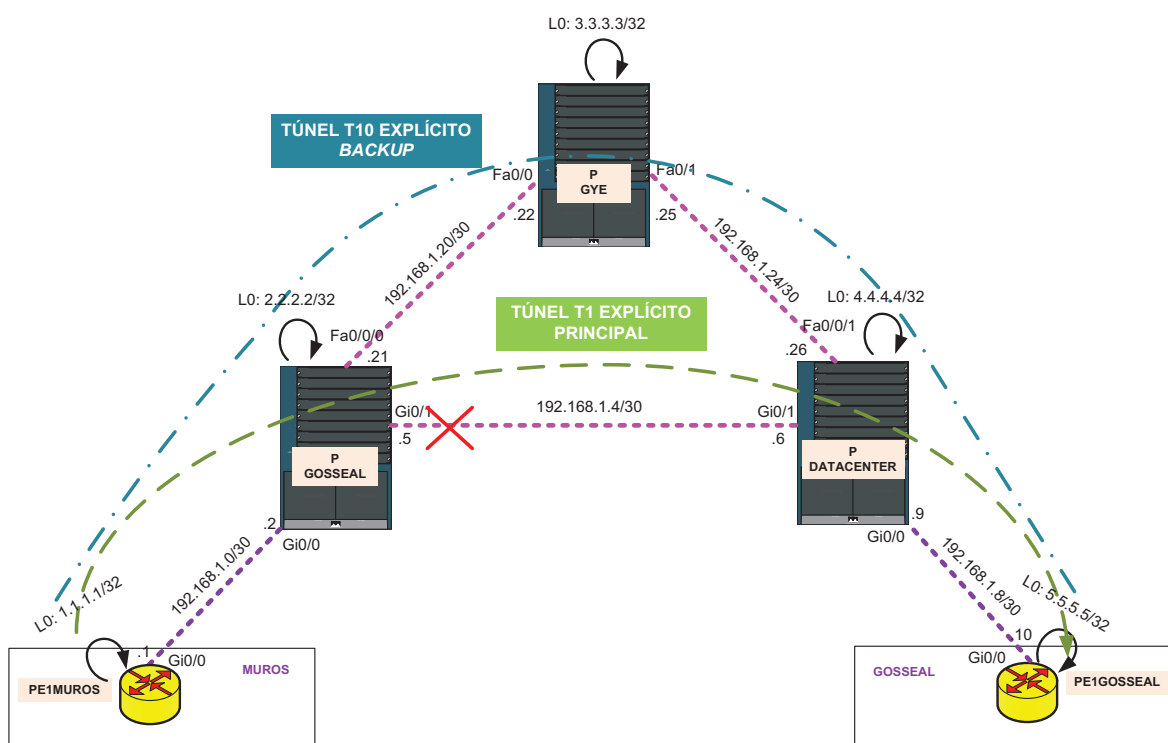 L0: 3.3.3.3/32
TÚNEL T10 EXPLÍCITO
BACKUP
Fa0/0
P
GYE
Fa0/1
.22
.25
192.168.1.20/30
192.168.1.24/30
L0: 2.2.2.2/32
L0: 4.4.4.4/32
TÚNEL T1 EXPLÍCITO
PRINCIPAL
Fa0/0/0
.21
Fa0/0/1
.26
Gi0/1
.5
192.168.1.4/30
Gi0/1
.6
P
GOSSEAL
P
DATACENTER
.2
Gi0/0
.9
Gi0/0
192.168.1.0/30
192.168.1.8/30
L0: 1.1.1.1/32
L0: 5.5.5.5/32
.1
Gi0/0
MUROS
PE1MUROS
GOSSEAL
10
Gi0/0
PE1GOSSEAL